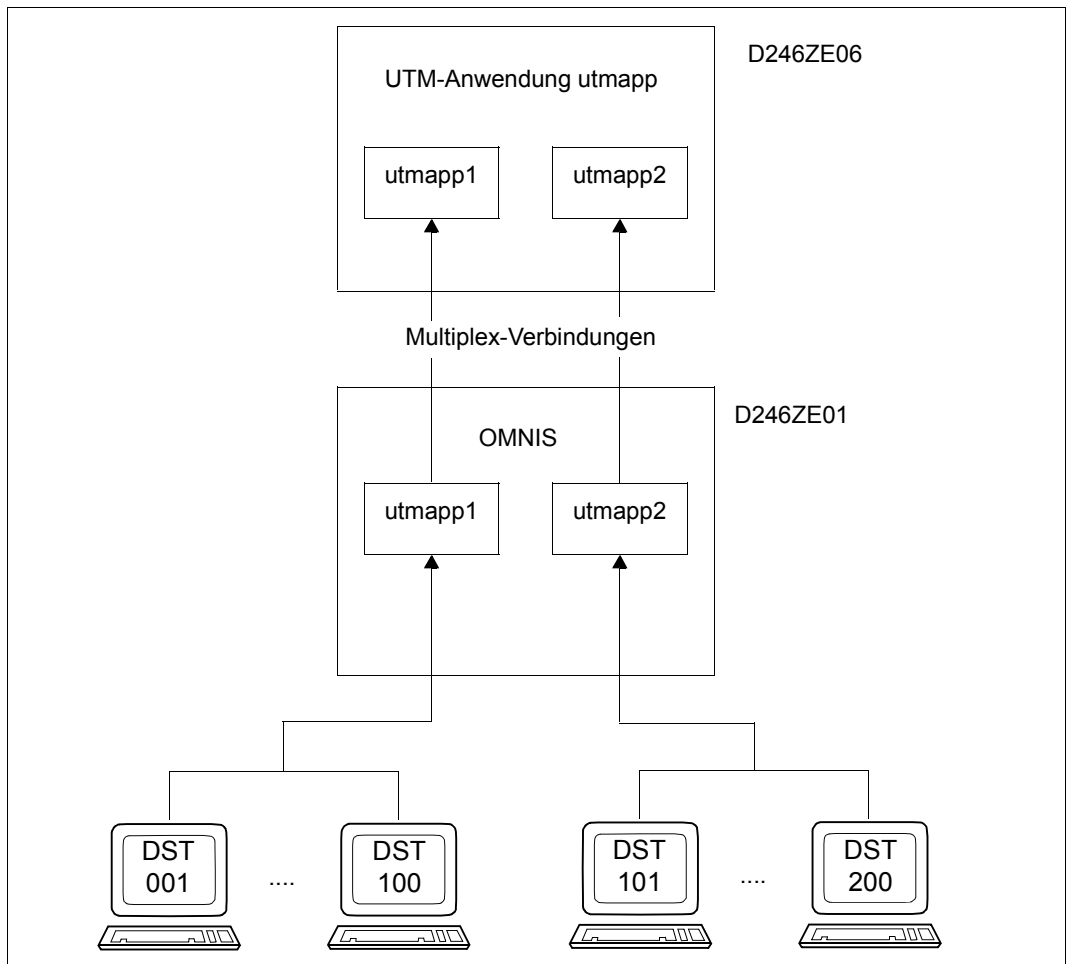 D246ZE06
UTM-Anwendung utmapp
utmapp1
utmapp2
Multiplex-Verbindungen
D246ZE01
OMNIS
utmapp1
utmapp2
DST
001
....
DST
100
DST
101
....
DST
200